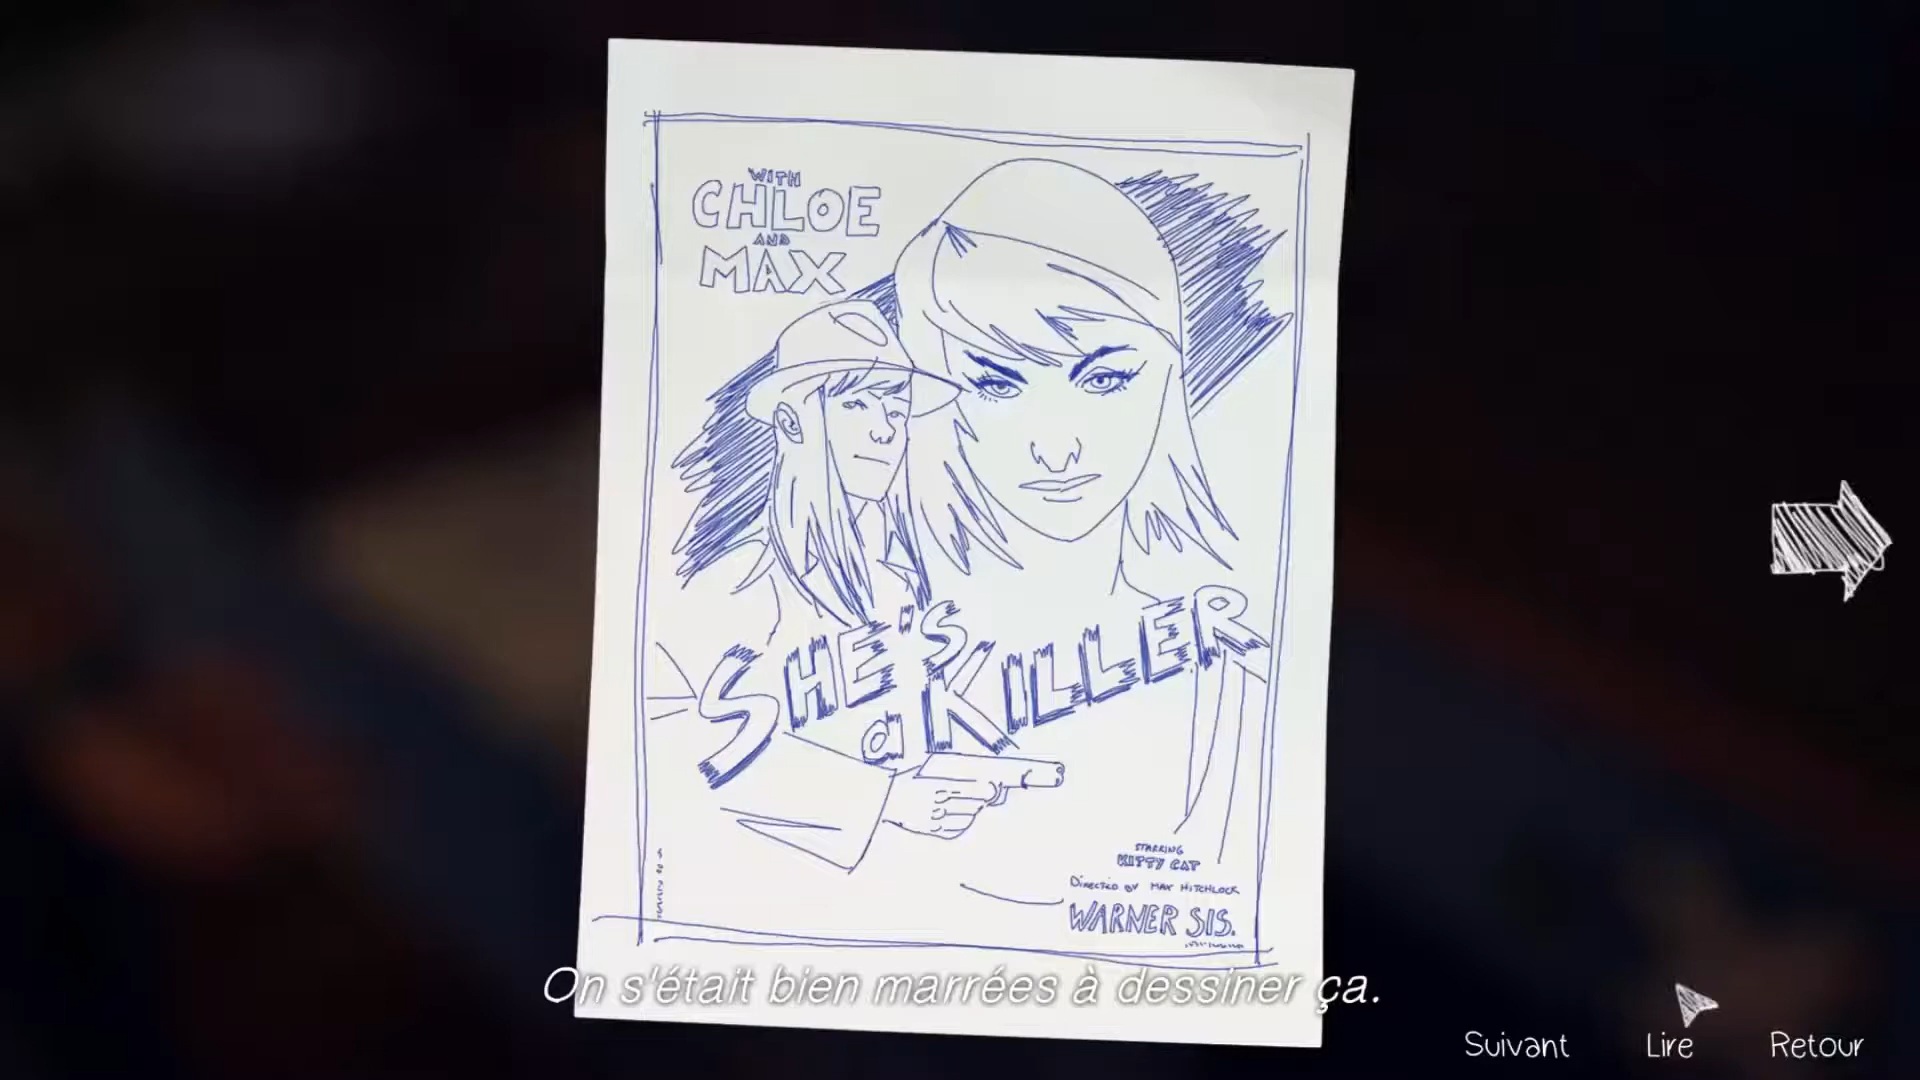 WITH
CHLOE
AND
MAX
SHE'S
a KILLER
STARRING
KITTY CAT
DIRECTED BY MAX HITCHLOCK
WARNER SIS.
On s'était bien marrées à dessiner ça.
Suivant
Lire
Retour